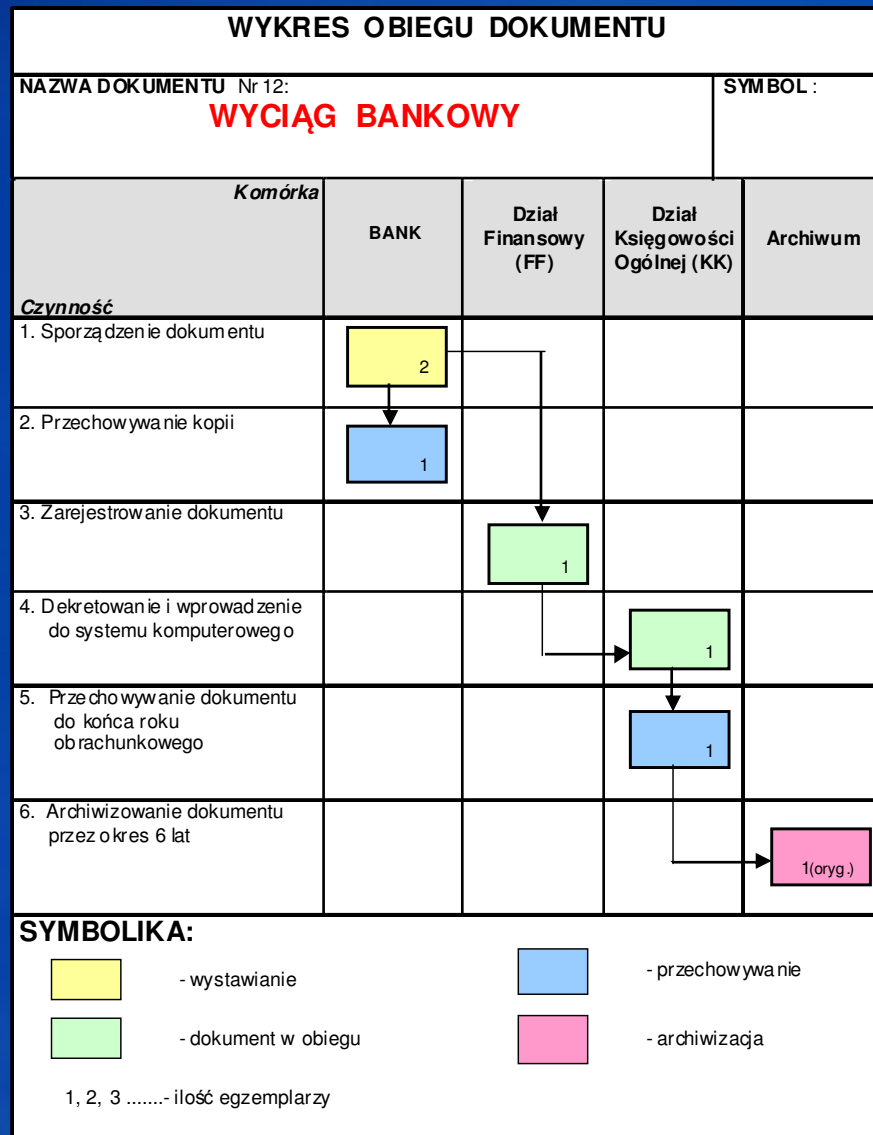 WYKRES OBIEGU DOKUMENTU
NAZWA DOKUMENTU Nr 12:
SYMBOL :
WYCIĄG BANKOWY
Komórka
Czynność
BANK
Dział
Finansowy
(FF)
Dział
Księgowości
Ogólnej (KK)
Archiwum
1. Sporządzenie dokumentu
2
2. Przechowywanie kopii
1
3. Zarejestrowanie dokumentu
1
4. Dekretowanie i wprowadzenie
do systemu komputerowego
1
5. Przechowywanie dokumentu
do końca roku
obrachunkowego
1
6. Archiwizowanie dokumentu
przez okres 6 lat
1(oryg.)
SYMBOLIKA:
- wystawianie
- przechowywanie
- dokument w obiegu
- archiwizacja
1, 2, 3 .......- ilość egzemplarzy